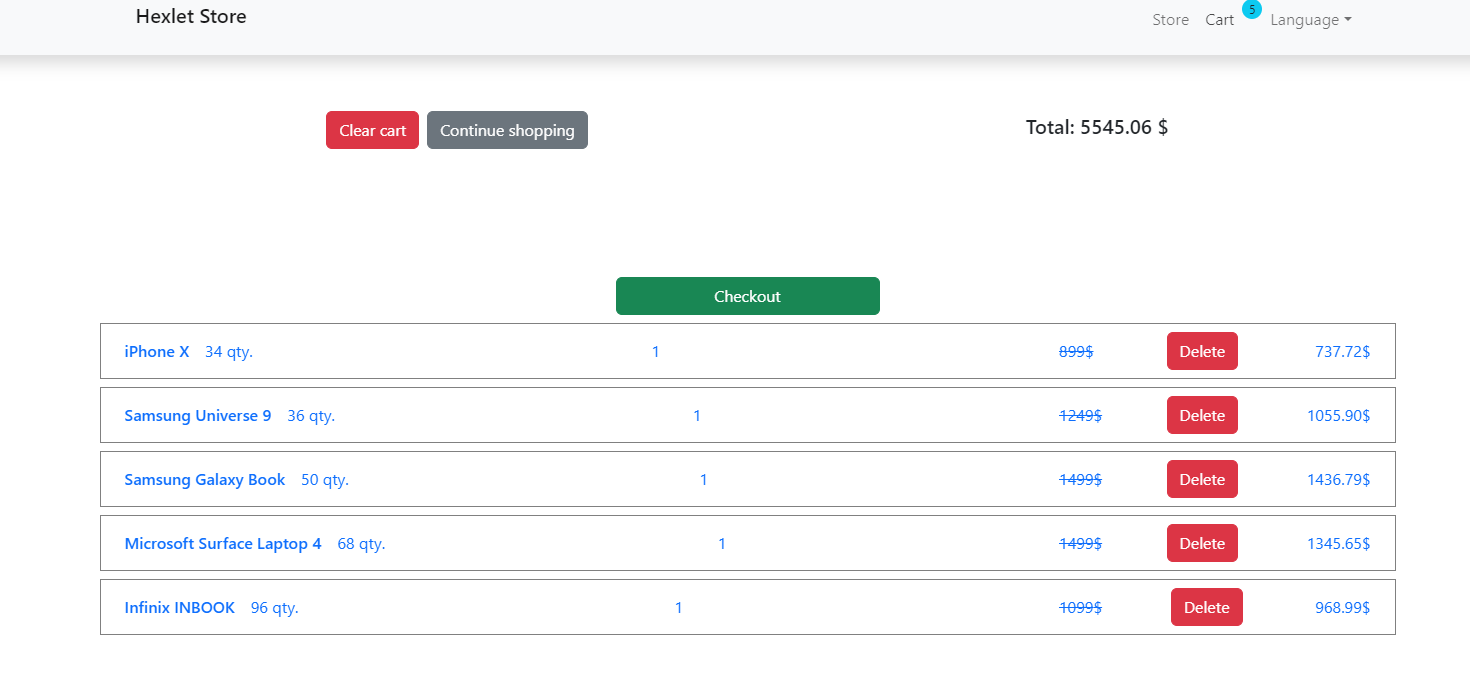 Hexlet Store Store Cart 5 Language
Clear cart Continue shopping Total: 5545.06 $
Checkout
iPhone X 34 qty. 1 899$ Delete 737.72$
Samsung Universe 9 36 qty. 1 1249$ Delete 1055.90$
Samsung Galaxy Book 50 qty. 1 1499$ Delete 1436.79$
Microsoft Surface Laptop 4 68 qty. 1 1499$ Delete 1345.65$
Infinix INBOOK 96 qty. 1 1099$ Delete 968.99$